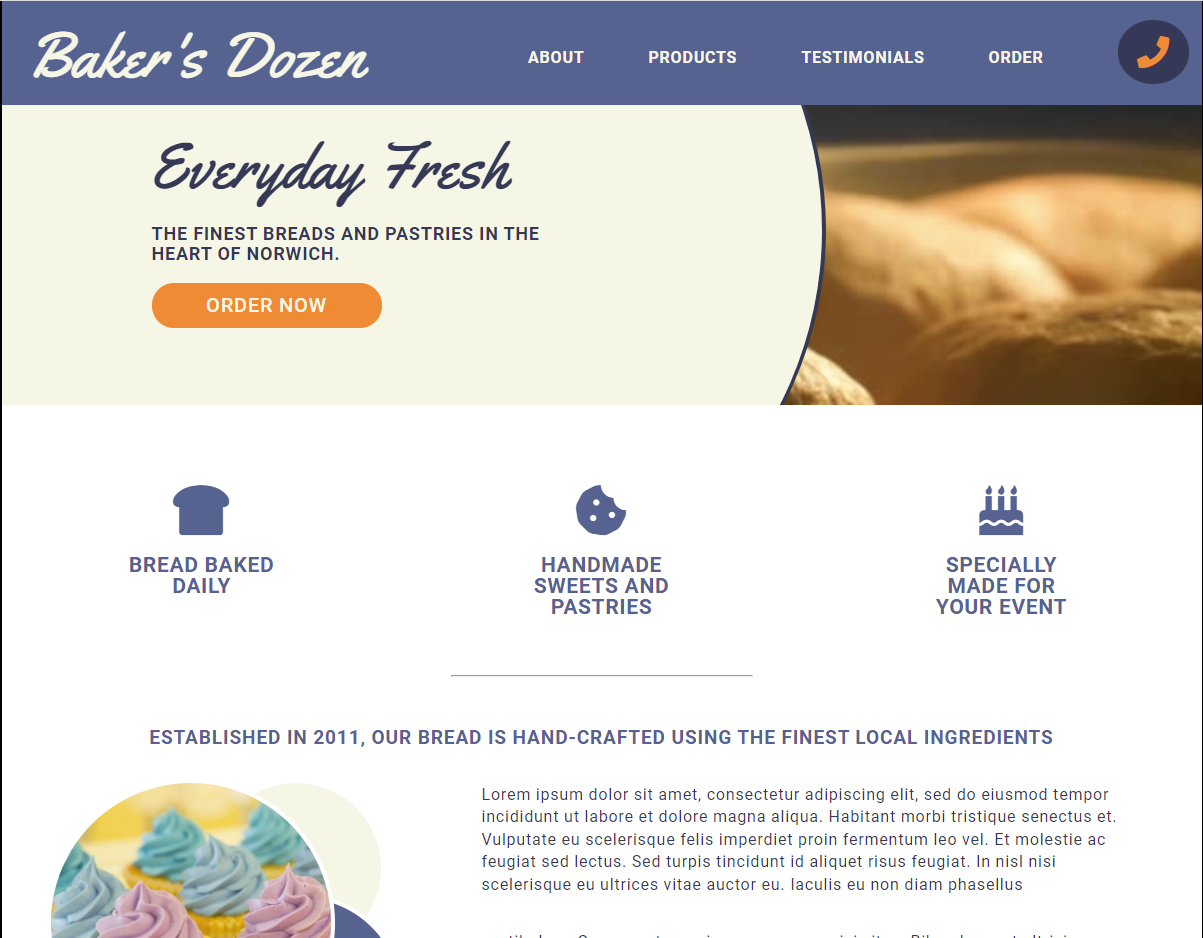 Baker's Dozen
ABOUT
PRODUCTS
TESTIMONIALS
ORDER
Everyday Fresh
THE FINEST BREADS AND PASTRIES IN THE
HEART OF NORWICH.
ORDER NOW
BREAD BAKED
DAILY
HANDMADE
SWEETS AND
PASTRIES
SPECIALLY
MADE FOR
YOUR EVENT
ESTABLISHED IN 2011, OUR BREAD IS HAND-CRAFTED USING THE FINEST LOCAL INGREDIENTS
Lorem ipsum dolor sit amet, consectetur adipiscing elit, sed do eiusmod tempor
incididunt ut labore et dolore magna aliqua. Habitant morbi tristique senectus et.
Vulputate eu scelerisque felis imperdiet proin fermentum leo vel. Et molestie ac
feugiat sed lectus. Sed turpis tincidunt id aliquet risus feugiat. In nisl nisi
scelerisque eu ultrices vitae auctor eu. Iaculis eu non diam phasellus